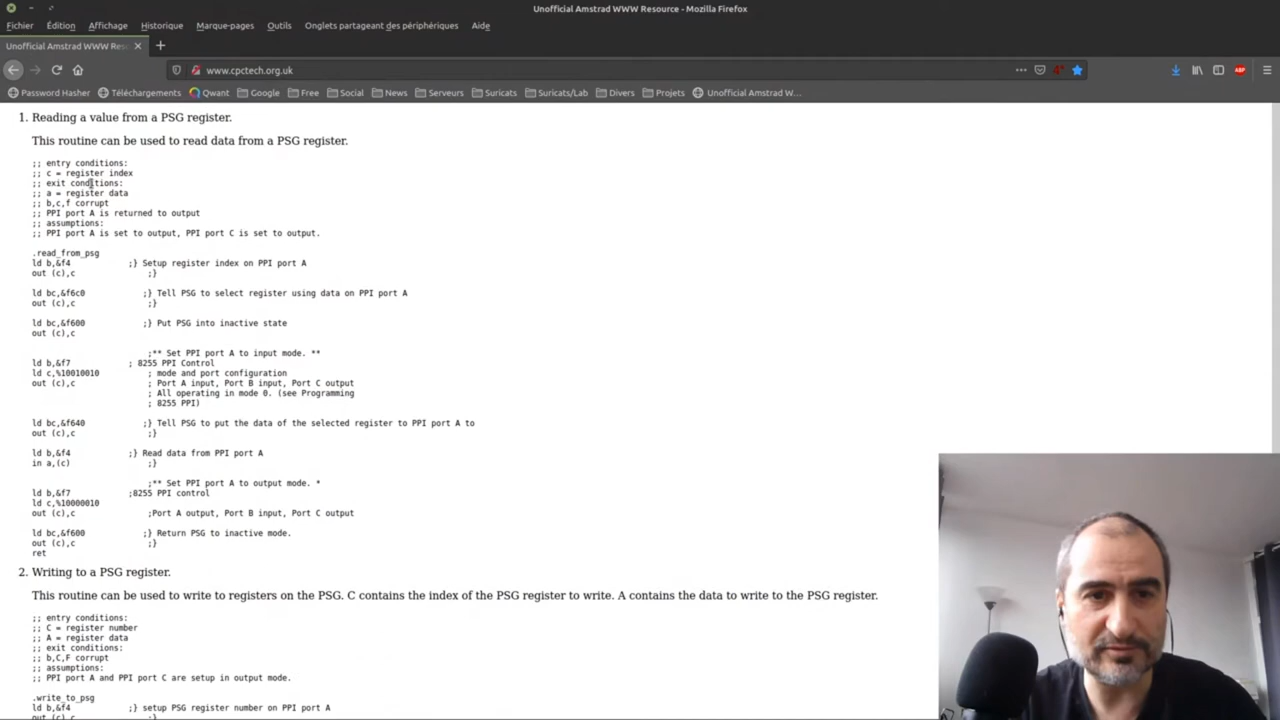 Unofficial Amstrad WWW Resource - Mozilla Firefox
Fichier Édition Affichage Historique Marque-pages Outils Onglets partageant des périphériques Aide
Unofficial Amstrad WWW Res
www.cpctech.org.uk
Password Hasher Téléchargements Qwant Google Free Social News Serveurs Suricats Suricats/Lab Divers Projets Unofficial Amstrad W...
1. Reading a value from a PSG register.
This routine can be used to read data from a PSG register.
;; entry conditions:
;; c = register index
;; exit conditions:
;; a = register data
;; b,c,f corrupt
;; PPI port A is returned to output
;; assumptions:
;; PPI port A is set to output, PPI port C is set to output.
.read_from_psg
ld b,&f4 ;} Setup register index on PPI port A
out (c),c ;}
ld bc,&f6c0 ;} Tell PSG to select register using data on PPI port A
out (c),c ;}
ld bc,&f600 ;} Put PSG into inactive state
out (c),c
;** Set PPI port A to input mode. **
ld b,&f7 ; 8255 PPI Control
ld c,%10010010 ; mode and port configuration
out (c),c ; Port A input, Port B input, Port C output
; All operating in mode 0. (see Programming
; 8255 PPI)
ld bc,&f640 ;} Tell PSG to put the data of the selected register to PPI port A to
out (c),c ;}
ld b,&f4 ;} Read data from PPI port A
in a,(c) ;}
;** Set PPI port A to output mode. *
ld b,&f7 ;8255 PPI control
ld c,%10000010
out (c),c ;Port A output, Port B input, Port C output
ld bc,&f600 ;} Return PSG to inactive mode.
out (c),c ;}
ret
2. Writing to a PSG register.
This routine can be used to write to registers on the PSG. C contains the index of the PSG register to write. A contains the data to write to the PSG register.
;; entry conditions:
;; C = register number
;; A = register data
;; exit conditions:
;; b,C,F corrupt
;; assumptions:
;; PPI port A and PPI port C are setup in output mode.
.write_to_psg
ld b,&f4 ;} setup PSG register number on PPI port A
out (c),c ;}